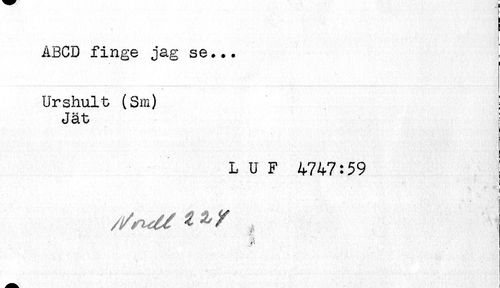 ABCD finge jag se...
Urshult (Sm)
Jät
L U F 4747:59
Nordl 224